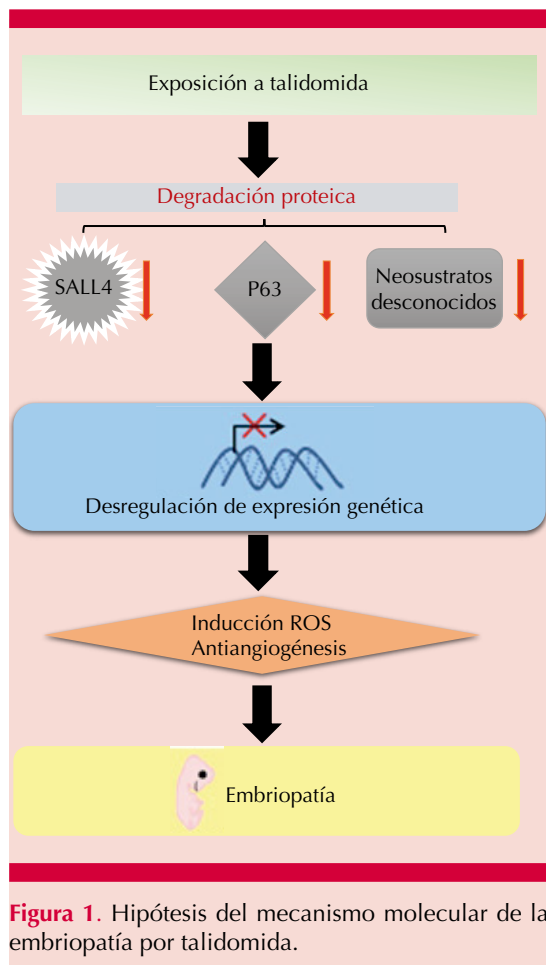 Exposición a talidomida
Degradación proteica
SALL4
P63
Neosustratos
desconocidos
Desregulación de expresión genética
Inducción ROS
Antiangiogénesis
Embriopatía
Figura 1. Hipótesis del mecanismo molecular de la
embriopatía por talidomida.